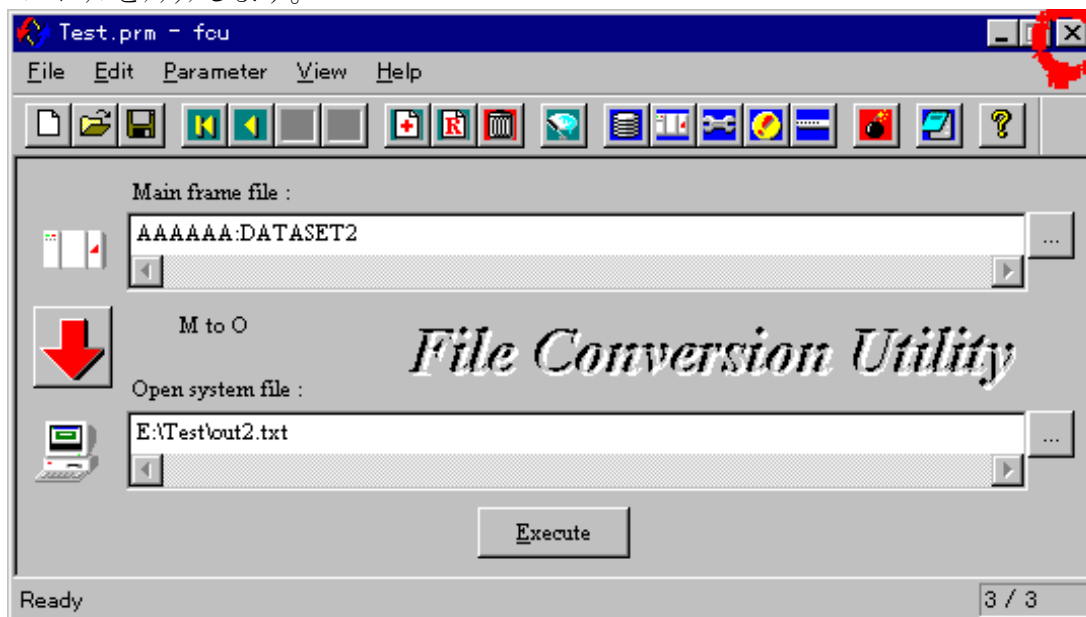 Test.prm - fcu
File Edit Parameter View Help
Main frame file :
AAAAAA:DATASET2
...
M to O
File Conversion Utility
Open system file :
E:\Test\out2.txt
...
Execute
Ready
3 / 3